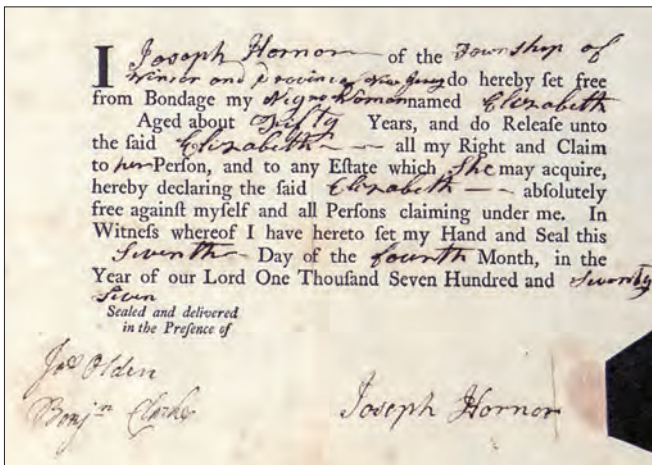 I Joseph Hornor of the Township of
Winsor and Province of New Jersey do hereby ſet free
from Bondage my Negro Woman named Elizabeth
Aged about Fifty Years, and do Releaſe unto
the ſaid Elizabeth — — all my Right and Claim
to her Perſon, and to any Eſtate which She may acquire,
hereby declaring the ſaid Elizabeth — — abſolutely
free againſt myſelf and all Perſons claiming under me. In
Witneſs whereof I have hereto ſet my Hand and Seal this
Seventh Day of the fourth Month, in the
Year of our Lord One Thouſand Seven Hundred and Seventy
Seven
Sealed and delivered
in the Preſence of
Jos Olden
Benjn Clarke
Joseph Hornor